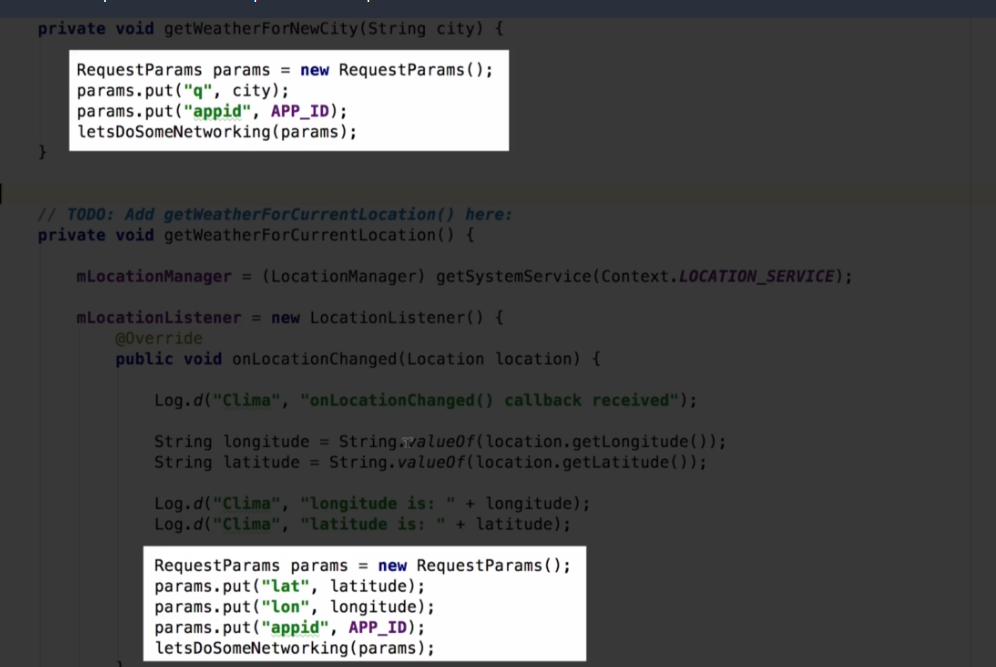 private void getWeatherForNewCity(String city) {
RequestParams params = new RequestParams();
params.put("q", city);
params.put("appid", APP_ID);
letsDoSomeNetworking(params);
}
// TODO: Add getWeatherForCurrentLocation() here:
private void getWeatherForCurrentLocation() {
mLocationManager = (LocationManager) getSystemService(Context.LOCATION_SERVICE);
mLocationListener = new LocationListener() {
@Override
public void onLocationChanged(Location location) {
Log.d("Clima", "onLocationChanged() callback received");
String longitude = String.valueOf(location.getLongitude());
String latitude = String.valueOf(location.getLatitude());
Log.d("Clima", "longitude is: " + longitude);
Log.d("Clima", "latitude is: " + latitude);
RequestParams params = new RequestParams();
params.put("lat", latitude);
params.put("lon", longitude);
params.put("appid", APP_ID);
letsDoSomeNetworking(params);
}